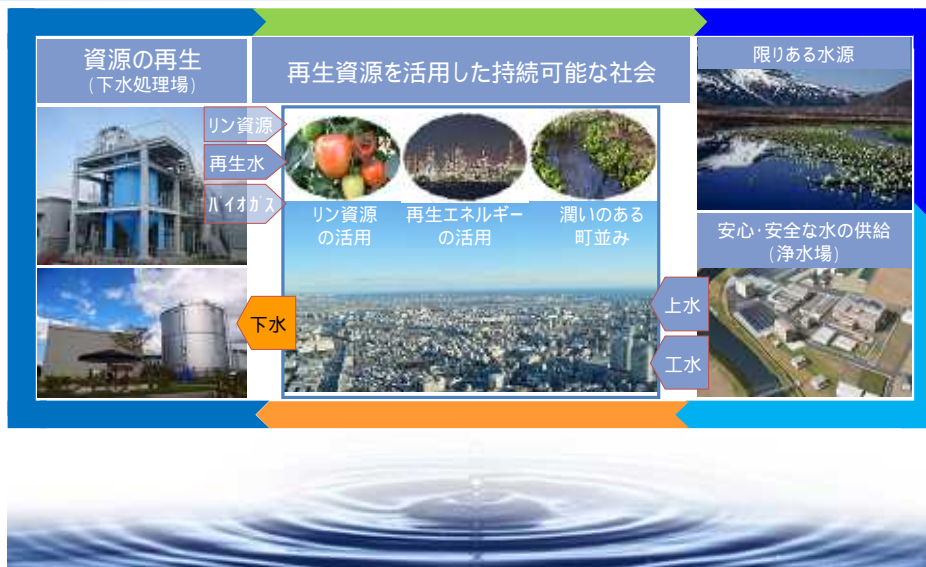 資源の再生
(下水処理場)
再生資源を活用した持続可能な社会
限りある水源
リン資源
再生水
バイオガス
リン資源
の活用
再生エネルギー
の活用
潤いのある
町並み
安心・安全な水の供給
(浄水場)
下水
上水
工水